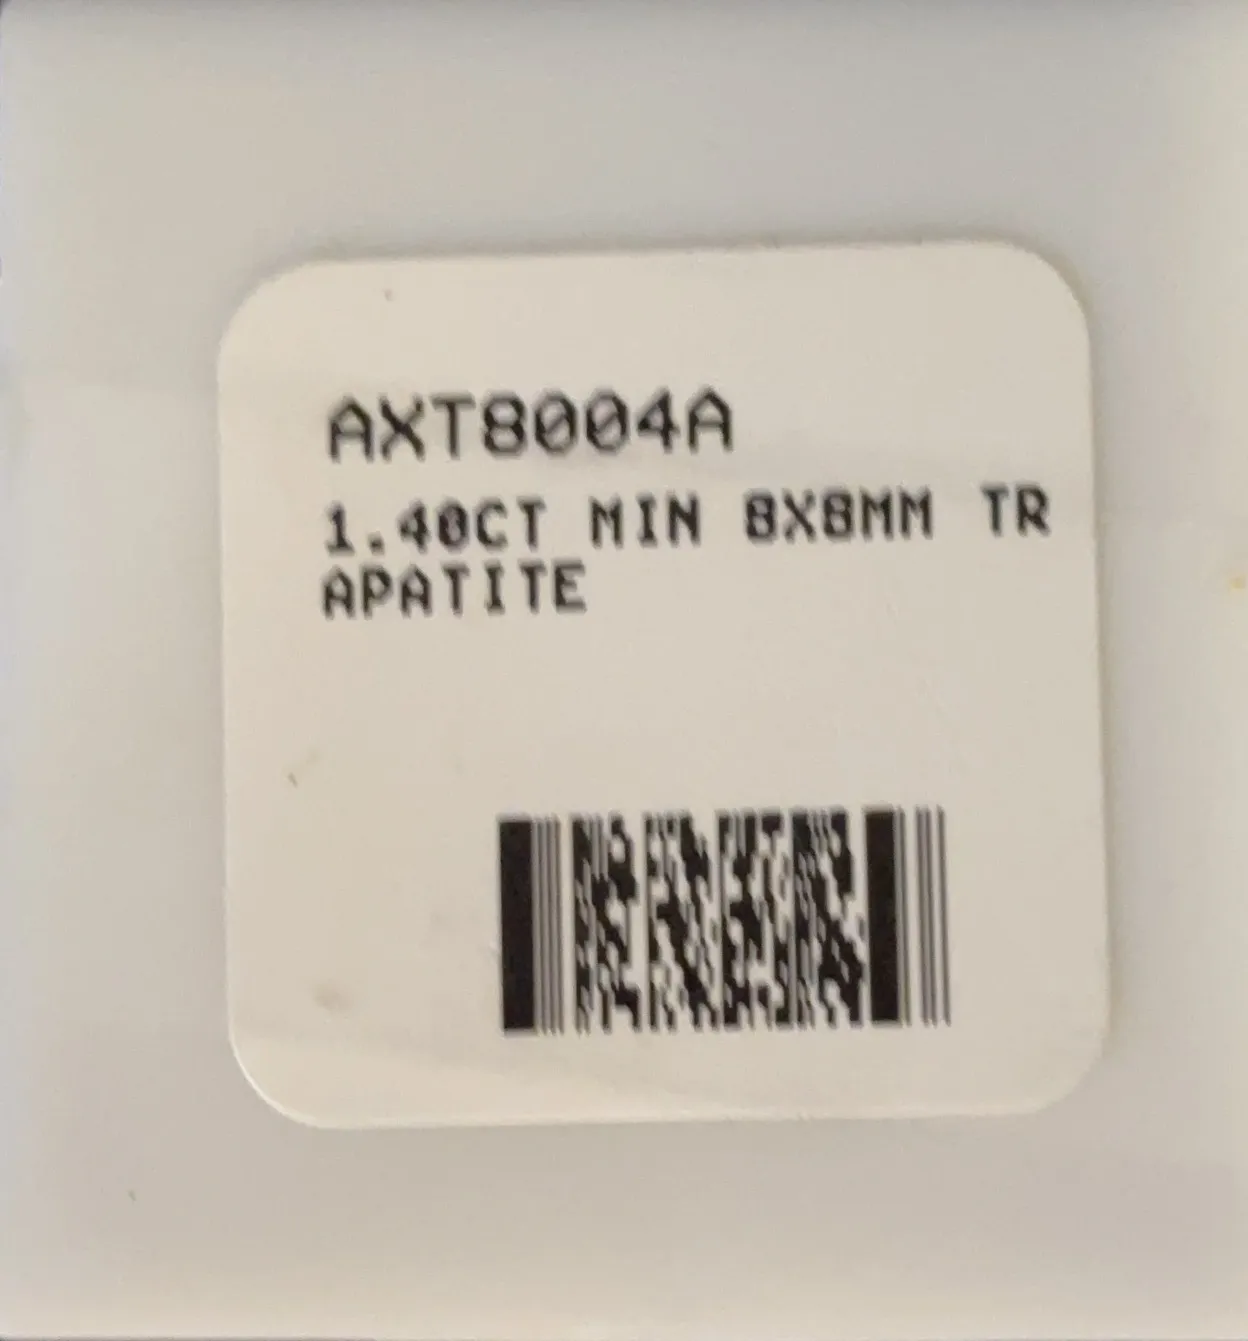 AXT8004A
1.40CT MIN 8X8MM TR
APATITE